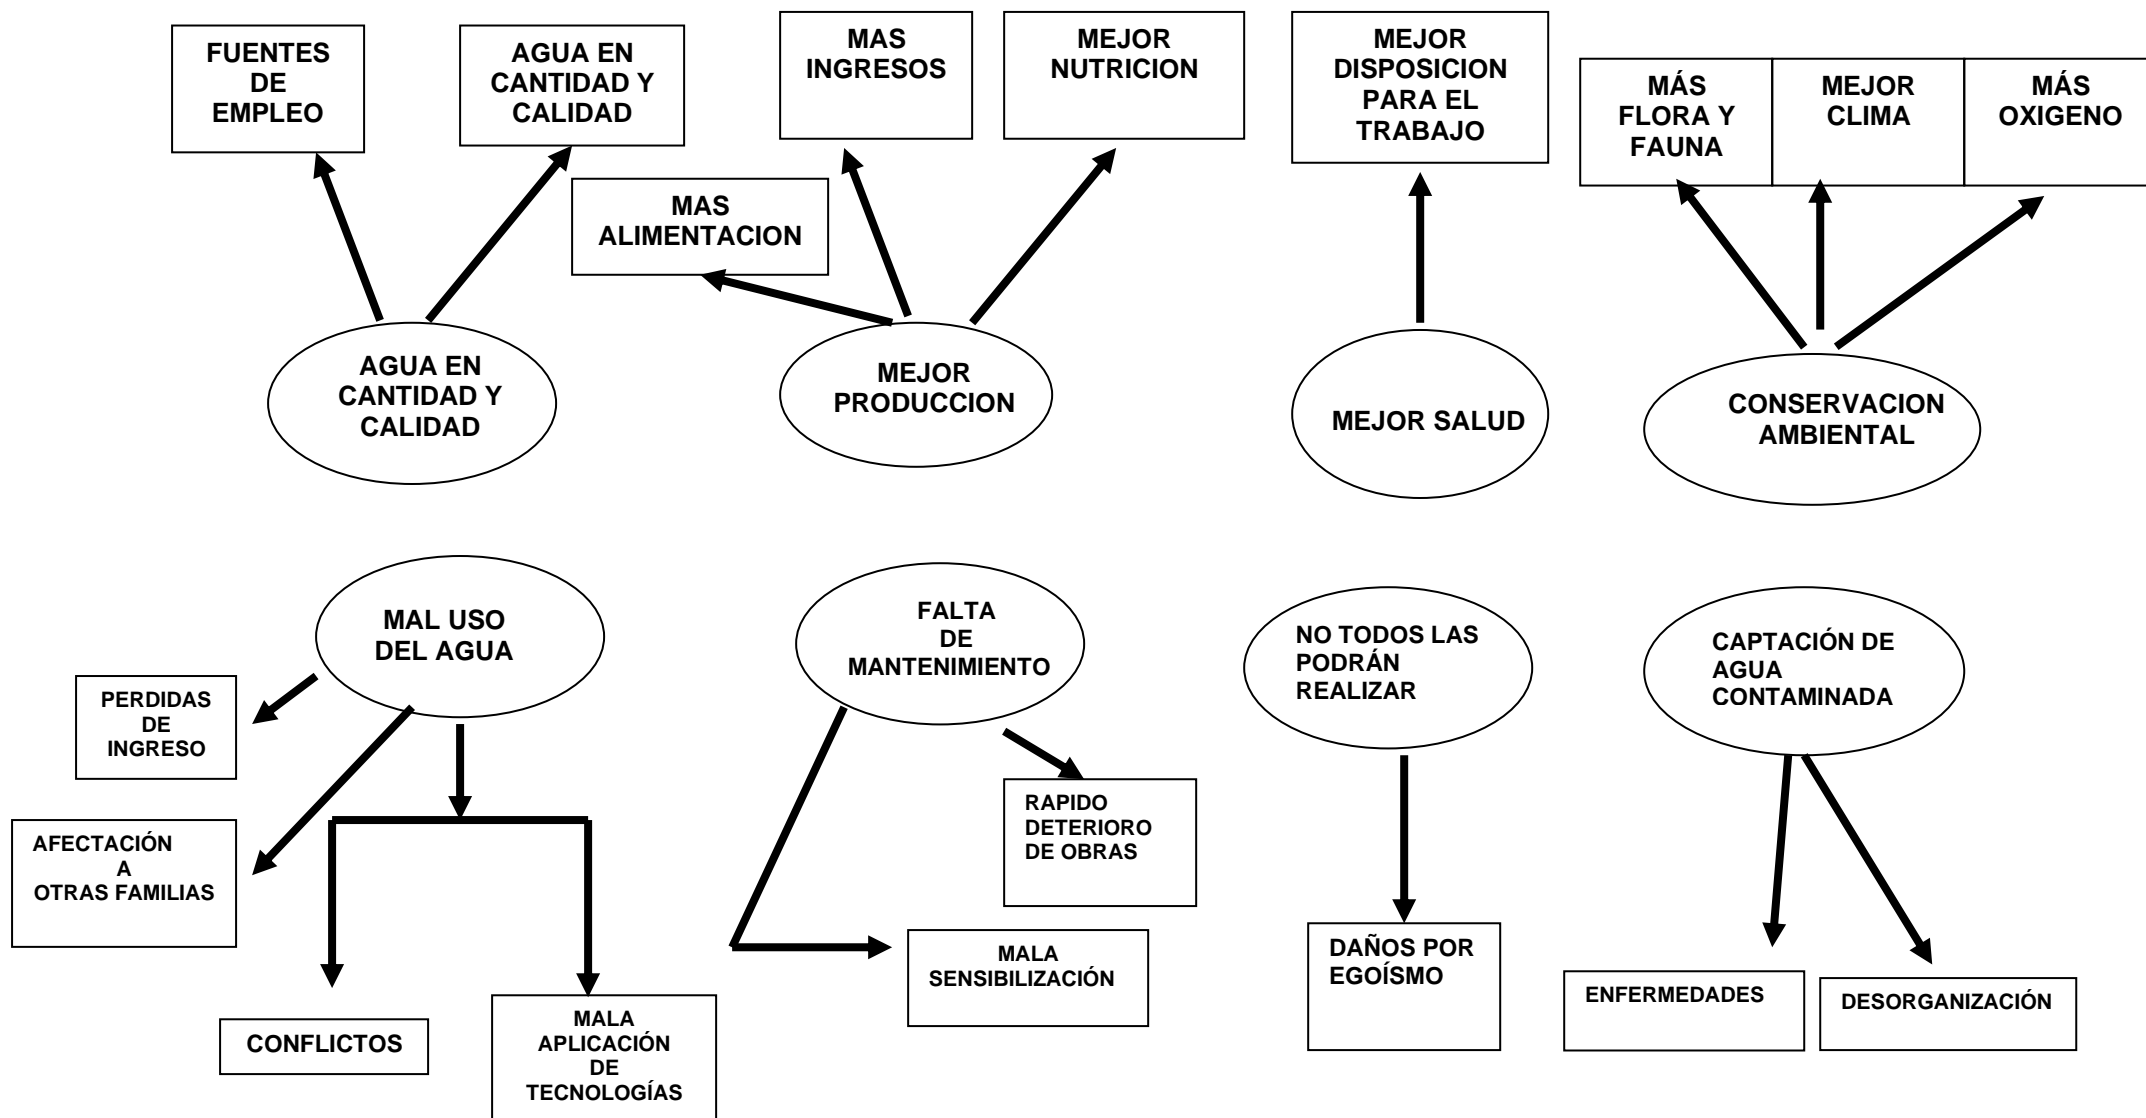 FUENTES
DE
EMPLEO
AGUA EN
CANTIDAD Y
CALIDAD
MAS
INGRESOS
MEJOR
NUTRICION
MEJOR
DISPOSICION
PARA EL
TRABAJO
MÁS
FLORA Y
FAUNA
MEJOR
CLIMA
MÁS
OXIGENO
MAS
ALIMENTACION
AGUA EN
CANTIDAD Y
CALIDAD
MEJOR
PRODUCCION
MEJOR SALUD
CONSERVACION
AMBIENTAL
MAL USO
DEL AGUA
FALTA
DE
MANTENIMIENTO
NO TODOS LAS
PODRÁN
REALIZAR
CAPTACIÓN DE
AGUA
CONTAMINADA
PERDIDAS
DE
INGRESO
AFECTACIÓN
A
OTRAS FAMILIAS
RAPIDO
DETERIORO
DE OBRAS
MALA
SENSIBILIZACIÓN
DAÑOS POR
EGOÍSMO
ENFERMEDADES
DESORGANIZACIÓN
CONFLICTOS
MALA
APLICACIÓN
DE
TECNOLOGÍAS